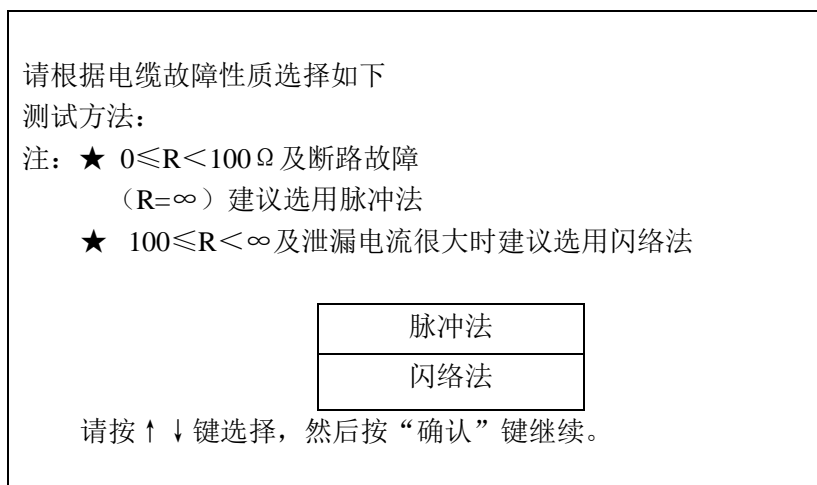 请根据电缆故障性质选择如下
测试方法：
注：★ 0≤R＜100Ω及断路故障
（R=∞）建议选用脉冲法
★ 100≤R＜∞及泄漏电流很大时建议选用闪络法
脉冲法
闪络法
请按↑↓键选择，然后按“确认”键继续。